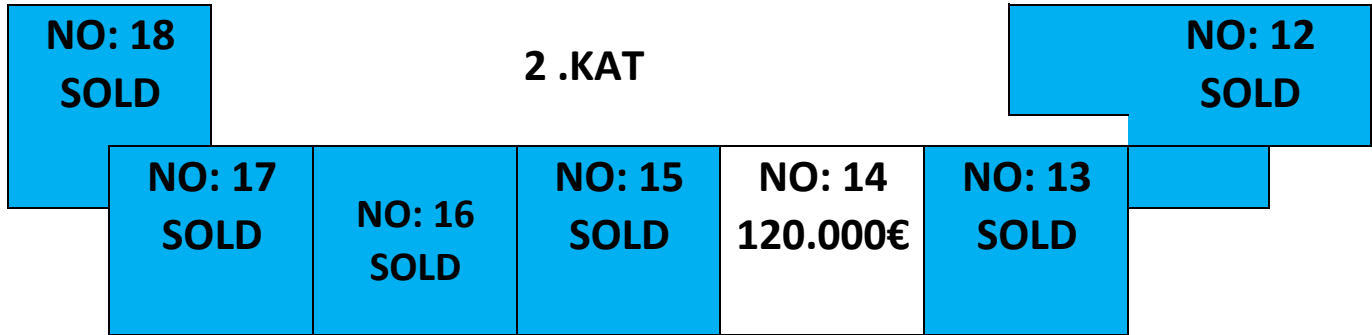 NO: 18
SOLD
2 .KAT
NO: 12
SOLD
NO: 17
SOLD
NO: 16
SOLD
NO: 15
SOLD
NO: 14
120.000€
NO: 13
SOLD